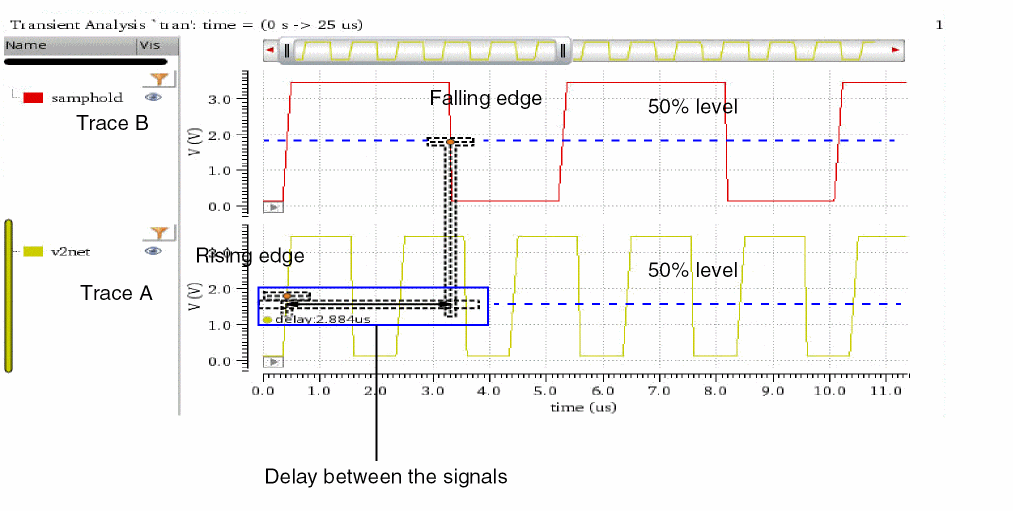 Transient Analysis `tran': time = (0 s -> 25 us)
1
Name Vis
samphold
Trace B
Falling edge
50% level
3.0
2.0
1.0
0.0
V (V)
v2net
Trace A
Rising edge
50% level
3.0
2.0
1.0
0.0
V (V)
delay:2.884us
0.0 1.0 2.0 3.0 4.0 5.0 6.0 7.0 8.0 9.0 10.0 11.0
time (us)
Delay between the signals